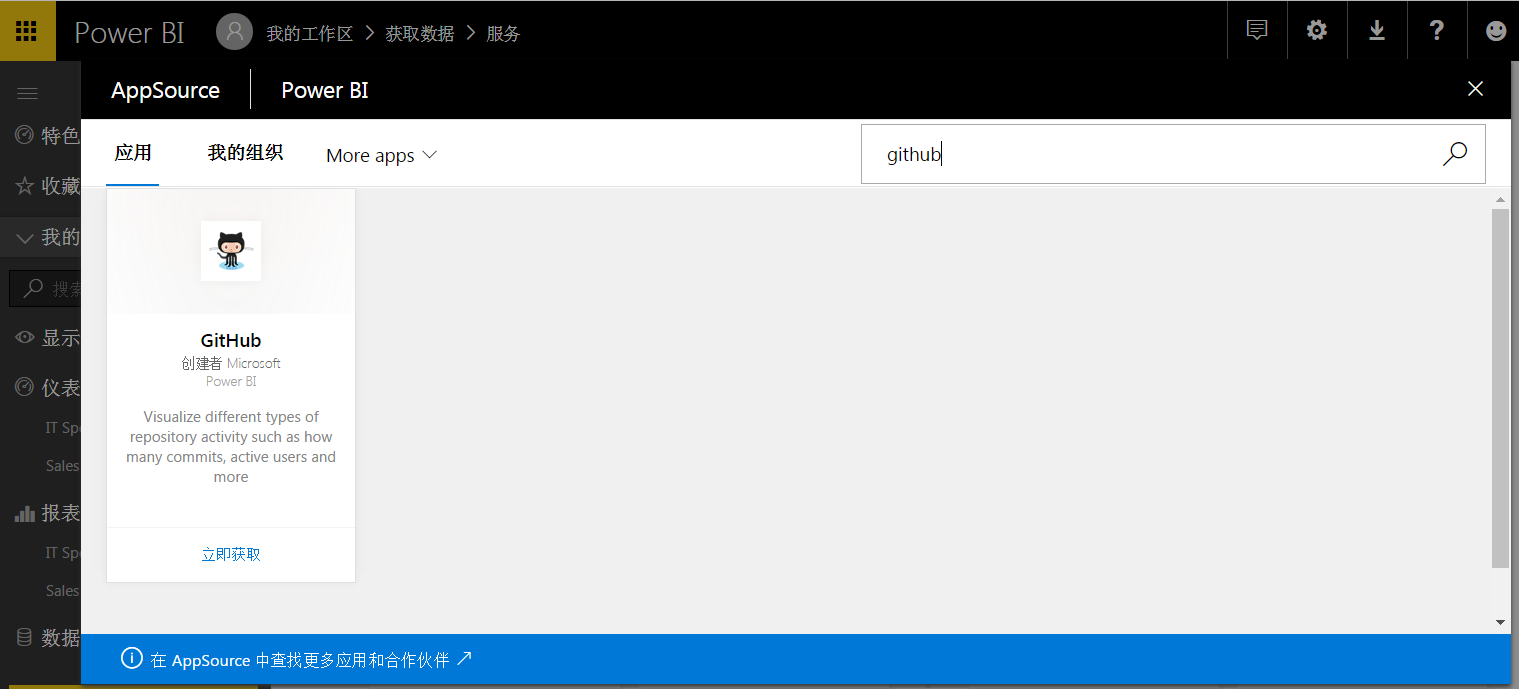 Power BI 我的工作区 > 获取数据 > 服务 ?
AppSource Power BI
应用 我的组织 More apps
github
特色
收藏
我的
搜索
显示
仪表
IT Spe
Sales
报表
IT Spe
Sales
数据
GitHub
创建者 Microsoft
Power BI
Visualize different types of
repository activity such as how
many commits, active users and
more
立即获取
在 AppSource 中查找更多应用和合作伙伴